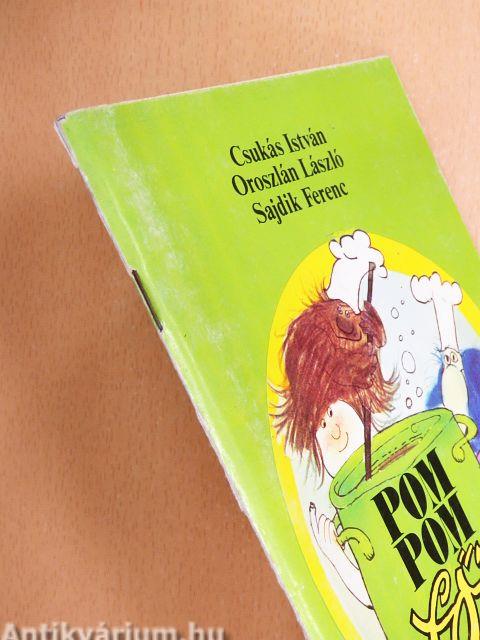 Csukás István
Oroszlán László
Sajdik Ferenc
POM
POM
Antikvárium.hu